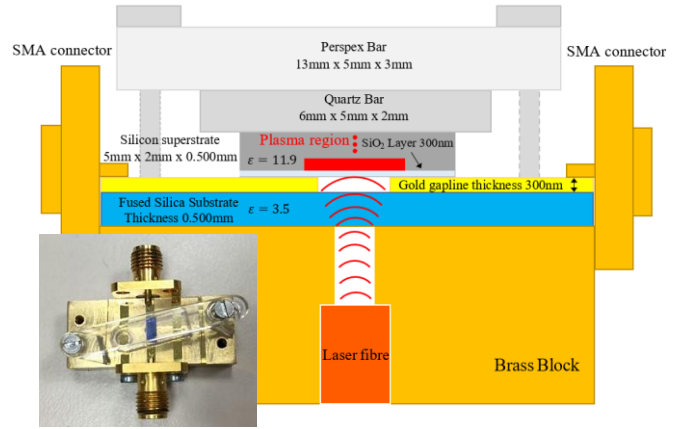 Perspex Bar
13mm x 5mm x 3mm
SMA connector
SMA connector
Quartz Bar
6mm x 5mm x 2mm
Silicon superstrate
5mm x 2mm x 0.500mm
Plasma region
SiO₂ Layer 300nm
ε = 11.9
Gold gapline thickness 300nm
Fused Silica Substrate
Thickness 0.500mm
ε = 3.5
Laser fibre
Brass Block